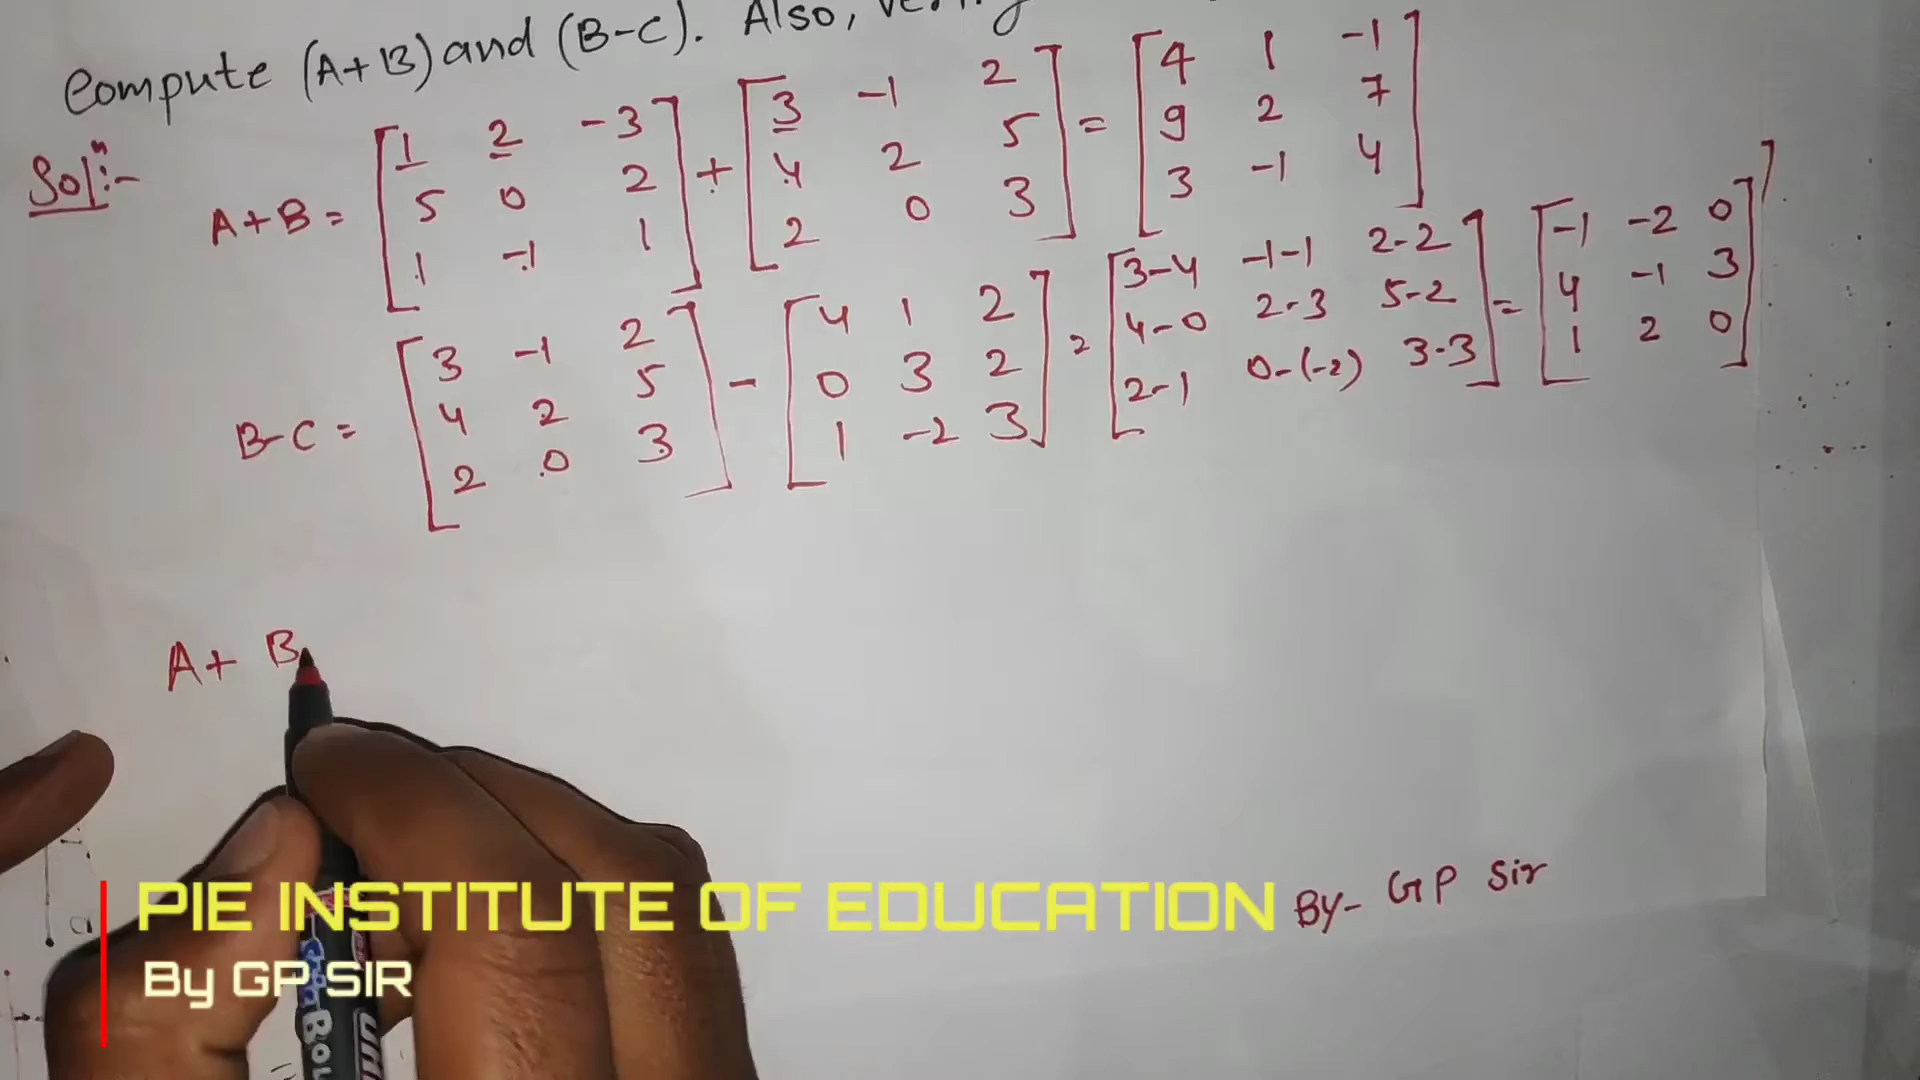 Compute (A+B) and (B-C). Also,
Solⁿ:-
A+B = [1 2 -3 + [3 -1 2 = [4 1 -1
5 0 2 4 2 5 9 2 7
1 -1 1] 2 0 3] 3 -1 4]
B-C = [3 -1 2 - [4 1 2 = [3-4 -1-1 2-2 = [-1 -2 0
4 2 5 0 3 2 4-0 2-3 5-2 4 -1 3
2 0 3] 1 -2 3] 2-1 0-(-2) 3-3] 1 2 0]
A+ B
PIE INSTITUTE OF EDUCATION
By- GP Sir
By GP SIR